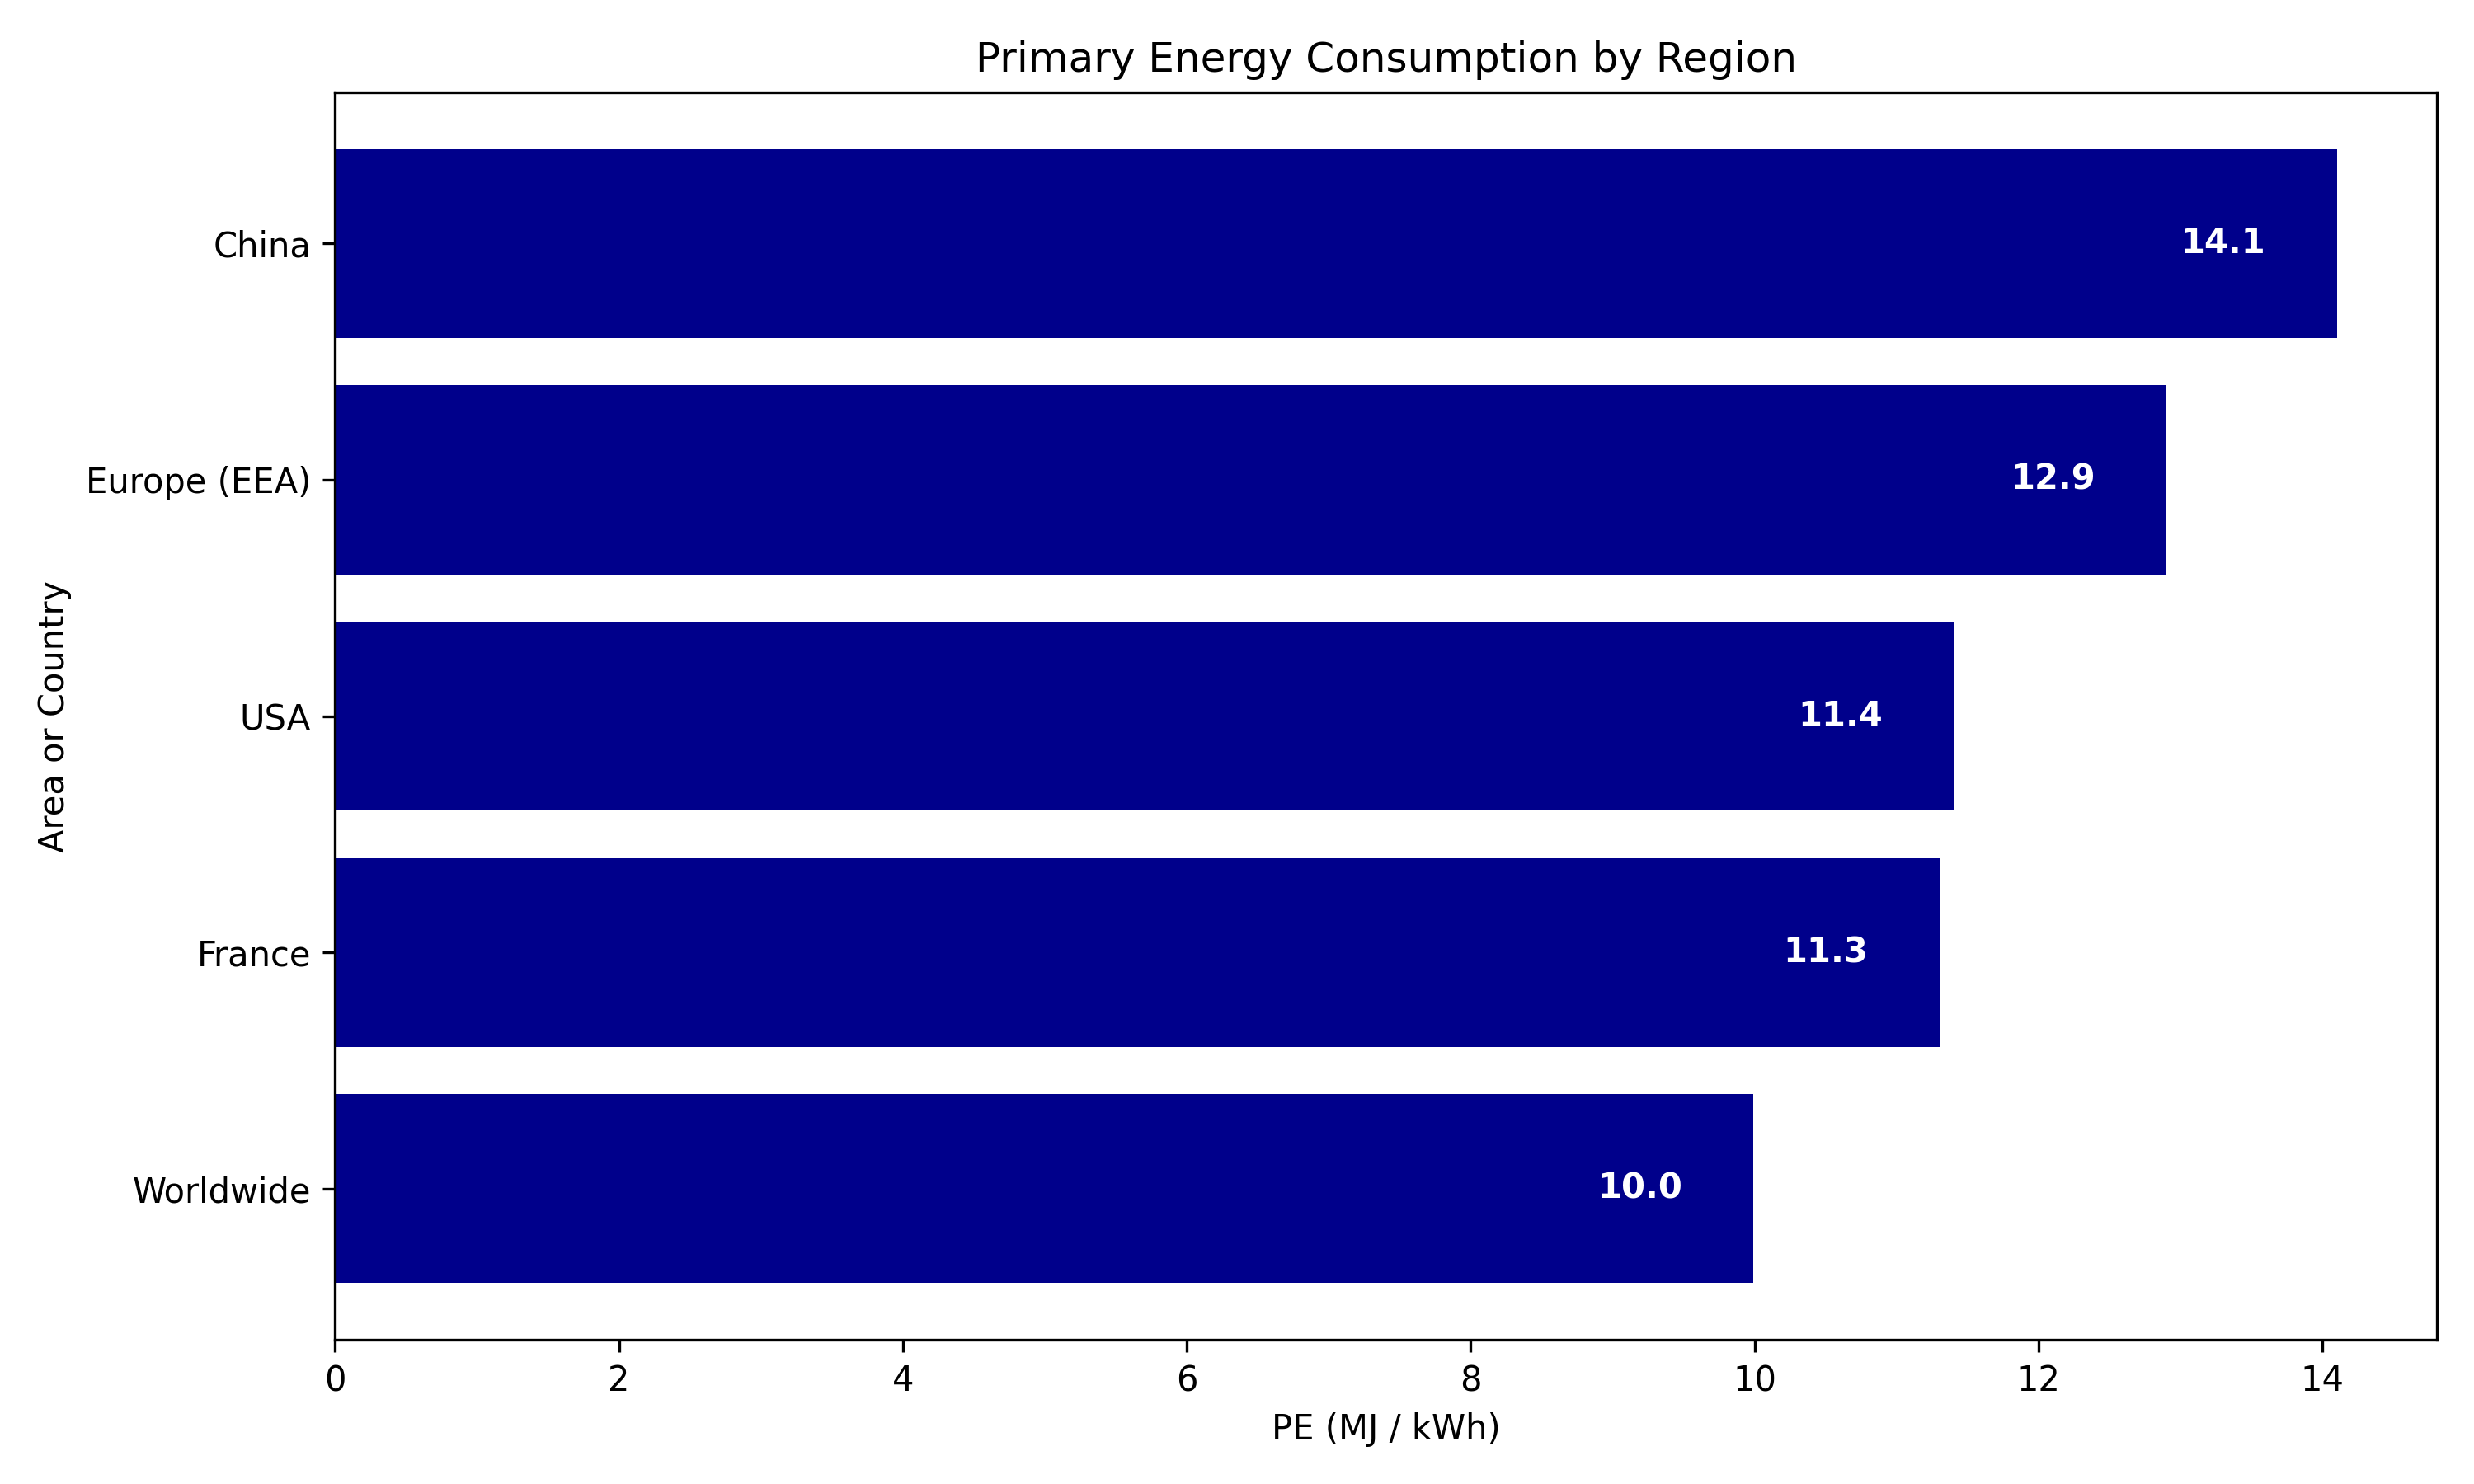 Primary Energy Consumption by Region
China
14.1
Europe (EEA)
12.9
USA
11.4
France
11.3
Worldwide
10.0
Area or Country
0 2 4 6 8 10 12 14
PE (MJ / kWh)